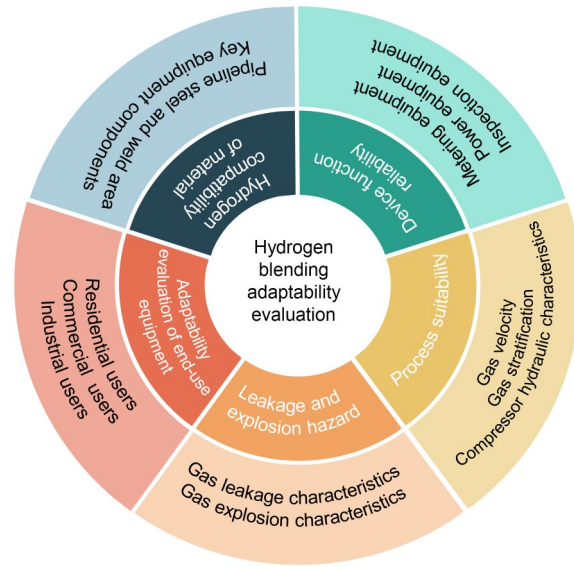 Hydrogen
blending
adaptability
evaluation
Device function
reliability
Metering equipment
Power equipment
Inspection equipment
Process suitability
Gas velocity
Gas stratification
Compressor hydraulic characteristics
Leakage and
explosion hazard
Gas leakage characteristics
Gas explosion characteristics
Adaptability
evaluation of end-use
equipment
Residential users
Commercial users
Industrial users
Hydrogen
compatibility
of material
Pipeline steel and weld area
Key equipment components